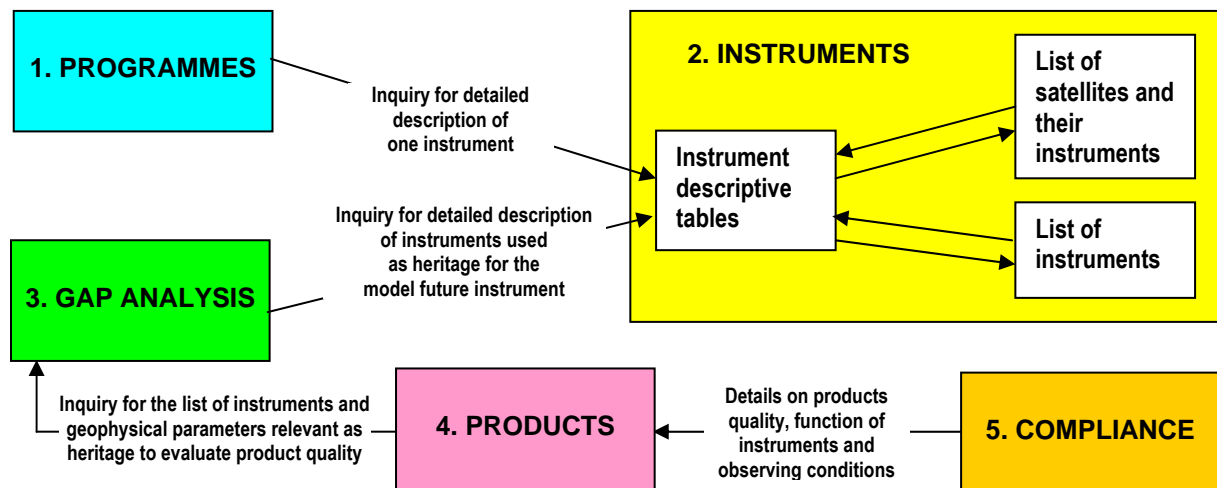 1. PROGRAMMES
Inquiry for detailed
description of
one instrument
2. INSTRUMENTS
Instrument
descriptive
tables
List of
satellites and
their
instruments
List of
instruments
Inquiry for detailed description
of instruments used
as heritage for the
model future instrument
3. GAP ANALYSIS
Inquiry for the list of instruments and
geophysical parameters relevant as
heritage to evaluate product quality
4. PRODUCTS
Details on products
quality, function of
instruments and
observing conditions
5. COMPLIANCE